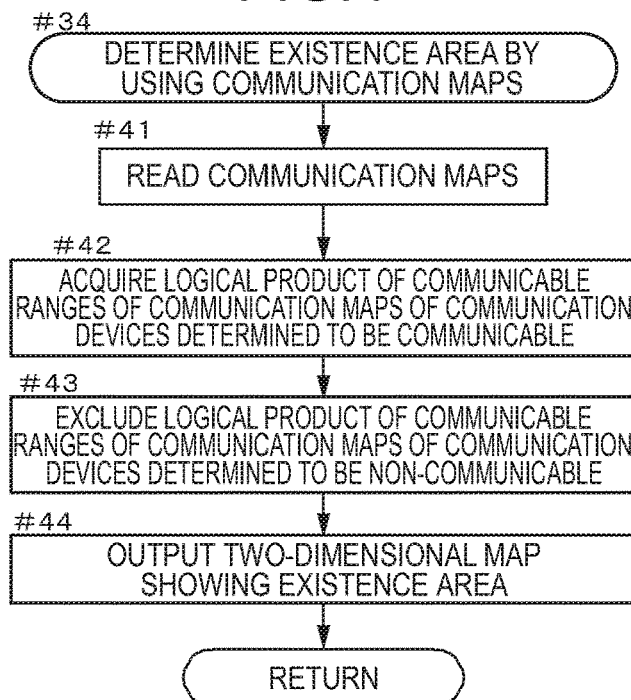 #34
DETERMINE EXISTENCE AREA BY
USING COMMUNICATION MAPS
#41
READ COMMUNICATION MAPS
#42
ACQUIRE LOGICAL PRODUCT OF COMMUNICABLE
RANGES OF COMMUNICATION MAPS OF COMMUNICATION
DEVICES DETERMINED TO BE COMMUNICABLE
#43
EXCLUDE LOGICAL PRODUCT OF COMMUNICABLE
RANGES OF COMMUNICATION MAPS OF COMMUNICATION
DEVICES DETERMINED TO BE NON-COMMUNICABLE
#44
OUTPUT TWO-DIMENSIONAL MAP
SHOWING EXISTENCE AREA
RETURN